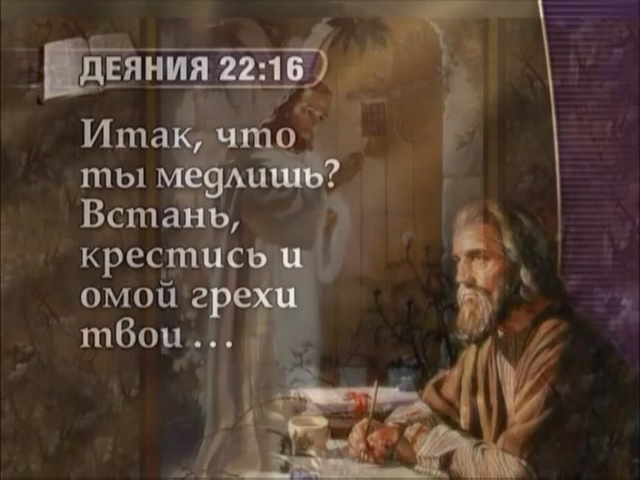 ДЕЯНИЯ 22:16
Итак, что
ты медлишь?
Встань,
крестись и
омой грехи
твои ...